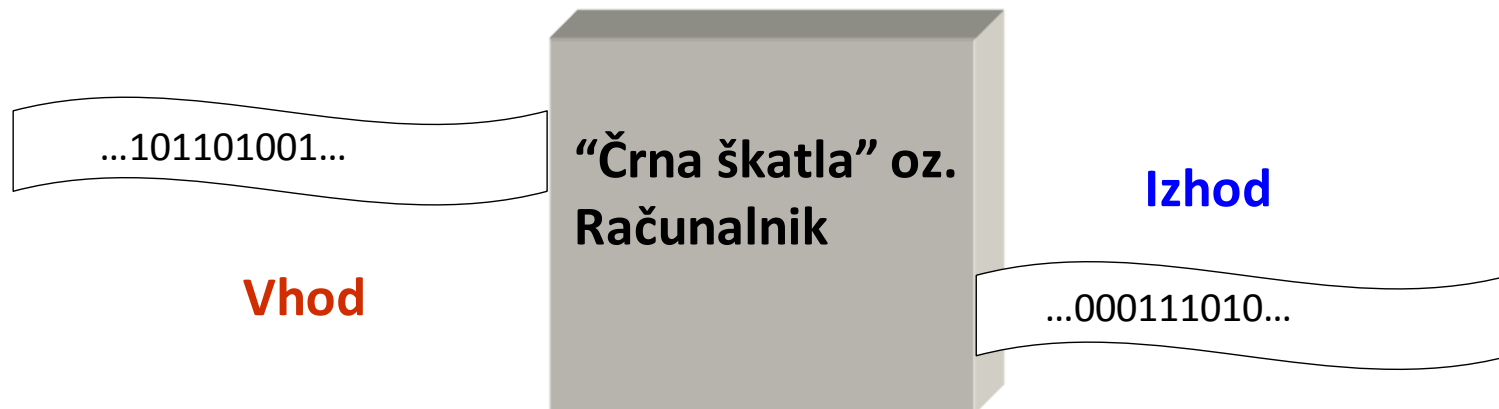 …101101001…
Vhod
“Črna škatla” oz.
Računalnik
Izhod
…000111010…